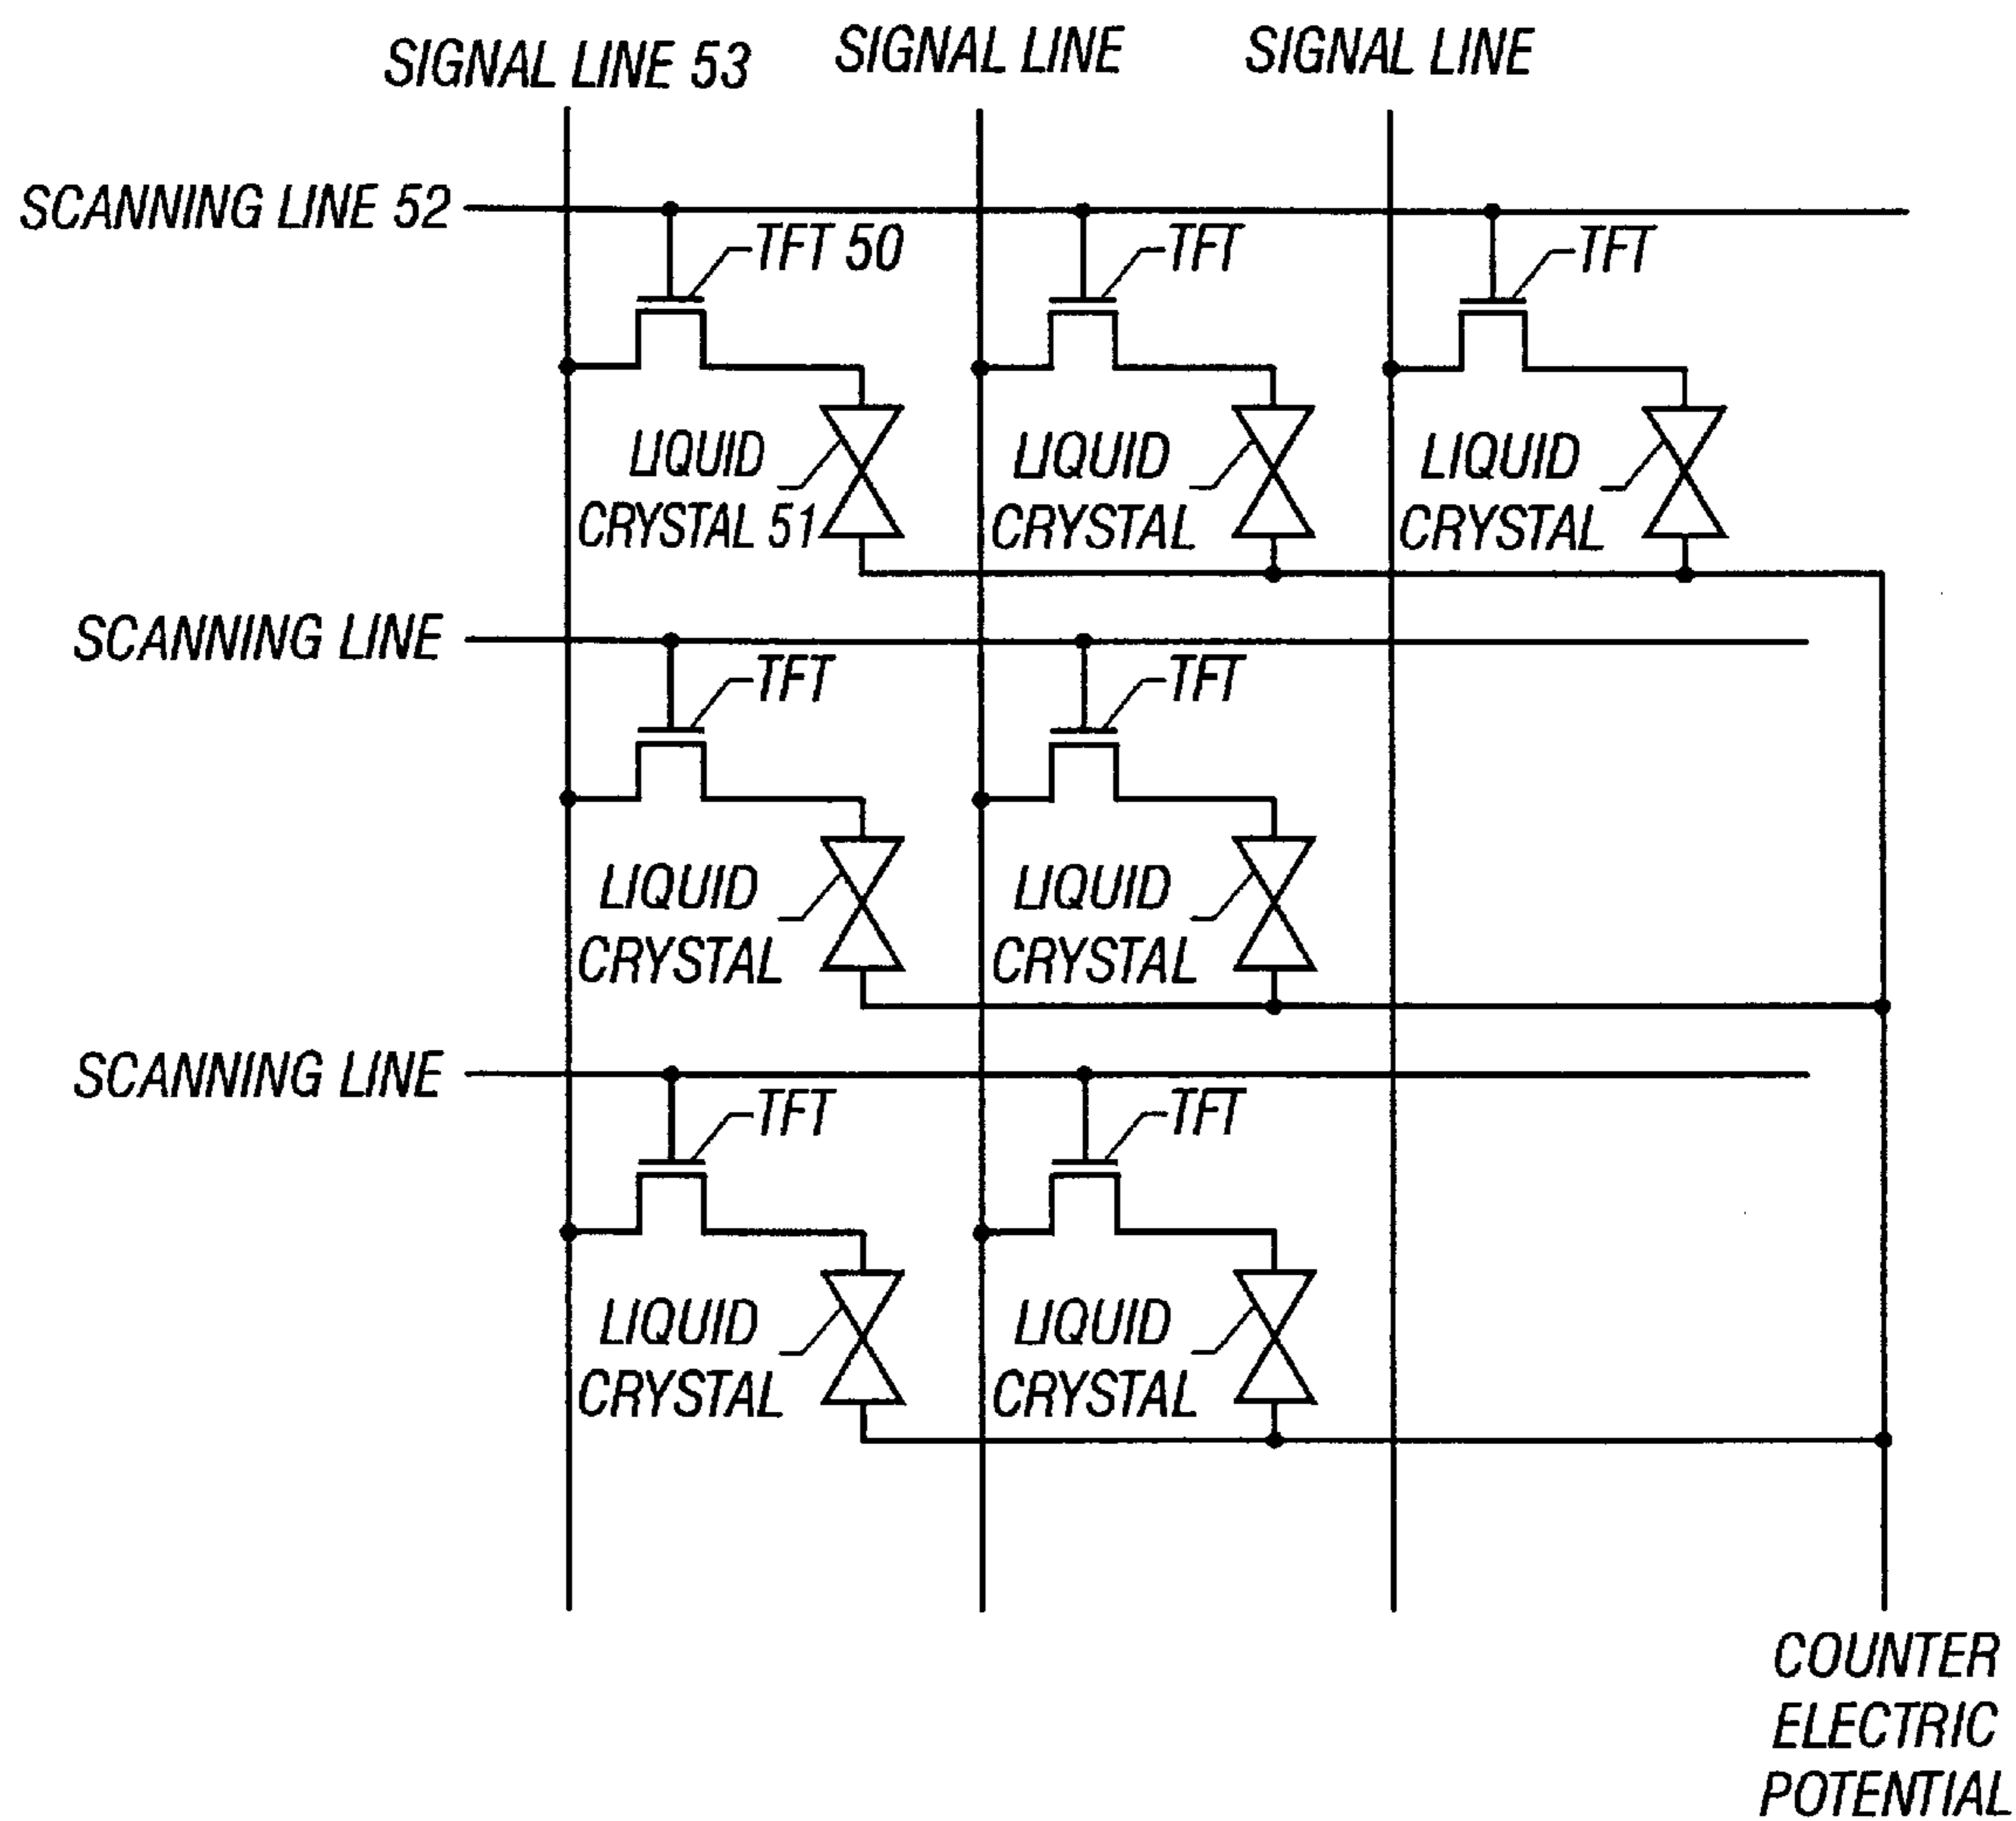 SIGNAL LINE 53
SIGNAL LINE
SIGNAL LINE
SCANNING LINE 52
TFT 50
TFT
TFT
LIQUID
CRYSTAL 51
LIQUID
CRYSTAL
LIQUID
CRYSTAL
SCANNING LINE
TFT
TFT
LIQUID
CRYSTAL
LIQUID
CRYSTAL
SCANNING LINE
TFT
TFT
LIQUID
CRYSTAL
LIQUID
CRYSTAL
COUNTER
ELECTRIC
POTENTIAL